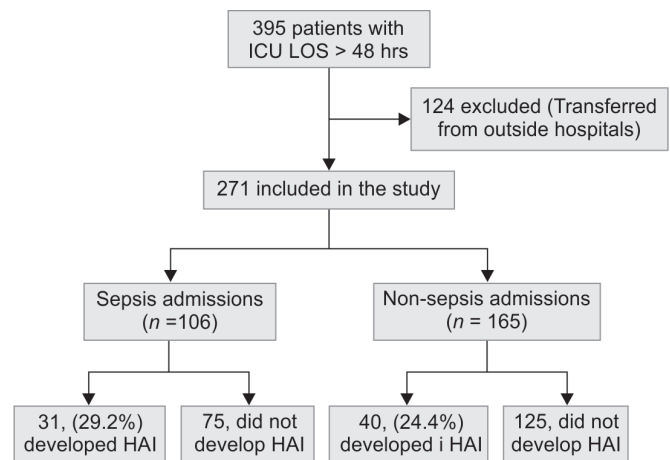 395 patients with
ICU LOS > 48 hrs
124 excluded (Transferred
from outside hospitals)
271 included in the study
Sepsis admissions
(n =106)
Non-sepsis admissions
(n = 165)
31, (29.2%)
developed HAI
75, did not
develop HAI
40, (24.4%)
developed i HAI
125, did not
develop HAI